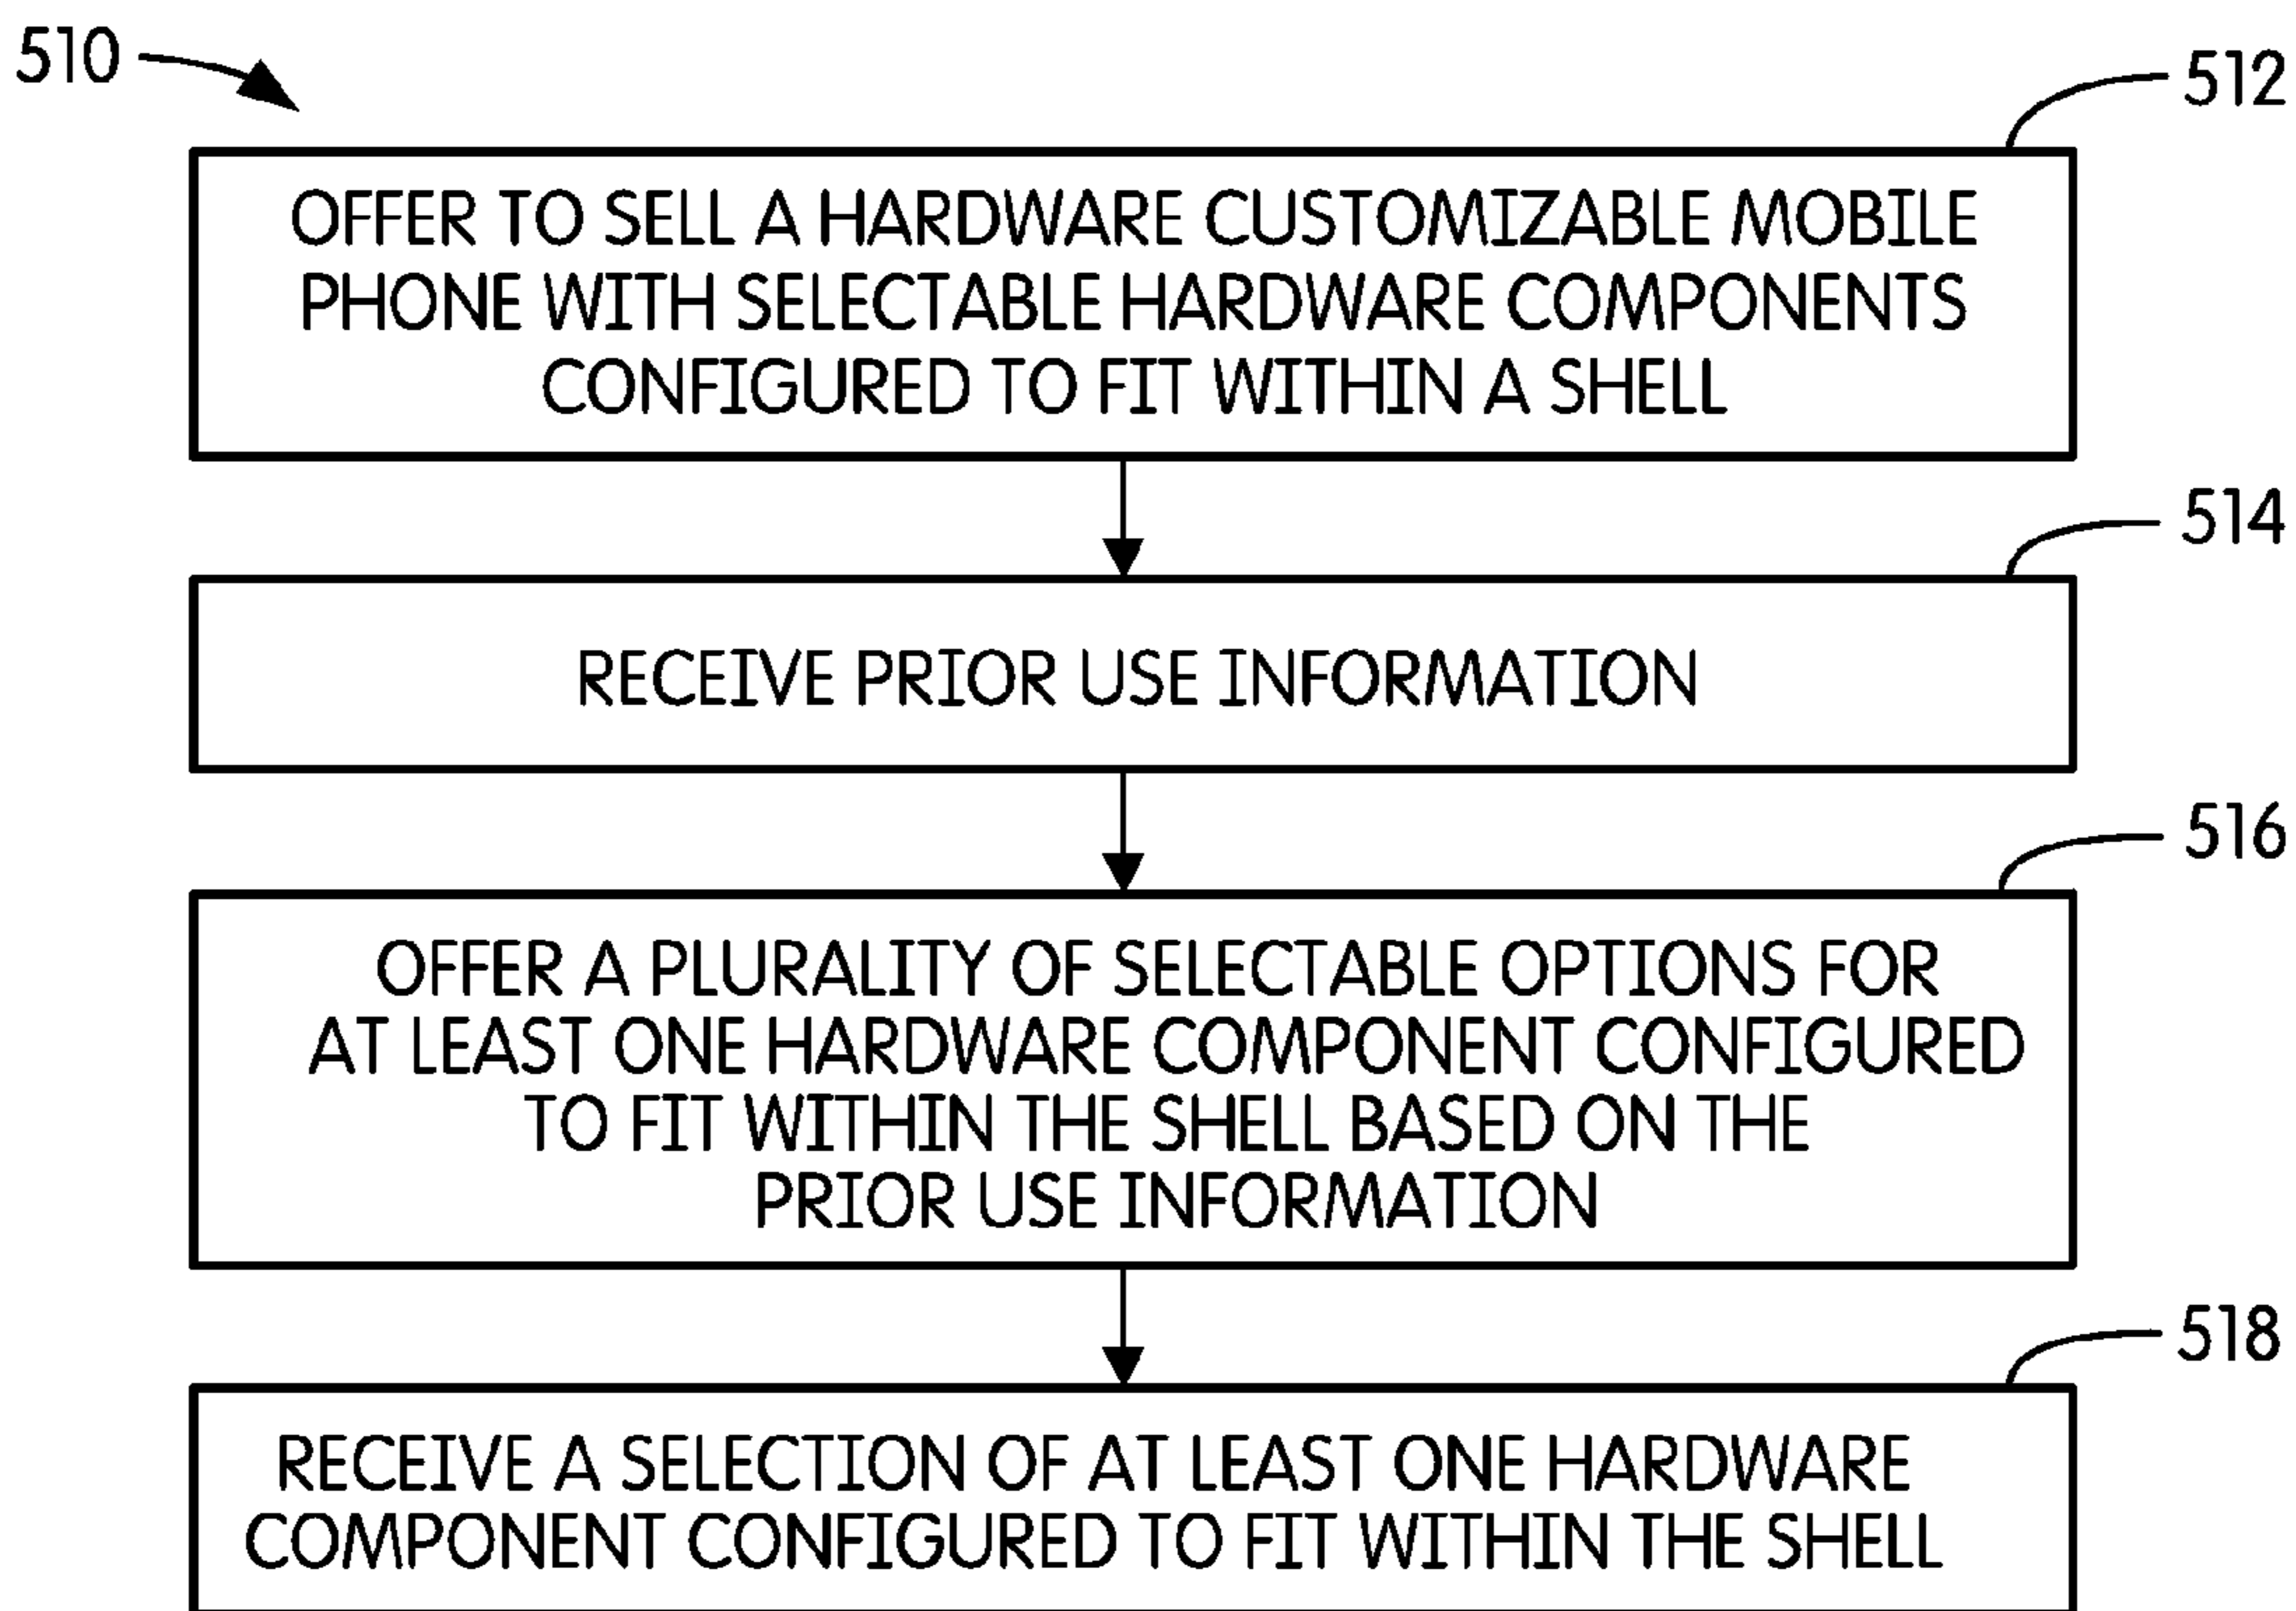 510
512
OFFER TO SELL A HARDWARE CUSTOMIZABLE MOBILE
PHONE WITH SELECTABLE HARDWARE COMPONENTS
CONFIGURED TO FIT WITHIN A SHELL
514
RECEIVE PRIOR USE INFORMATION
516
OFFER A PLURALITY OF SELECTABLE OPTIONS FOR
AT LEAST ONE HARDWARE COMPONENT CONFIGURED
TO FIT WITHIN THE SHELL BASED ON THE
PRIOR USE INFORMATION
518
RECEIVE A SELECTION OF AT LEAST ONE HARDWARE
COMPONENT CONFIGURED TO FIT WITHIN THE SHELL